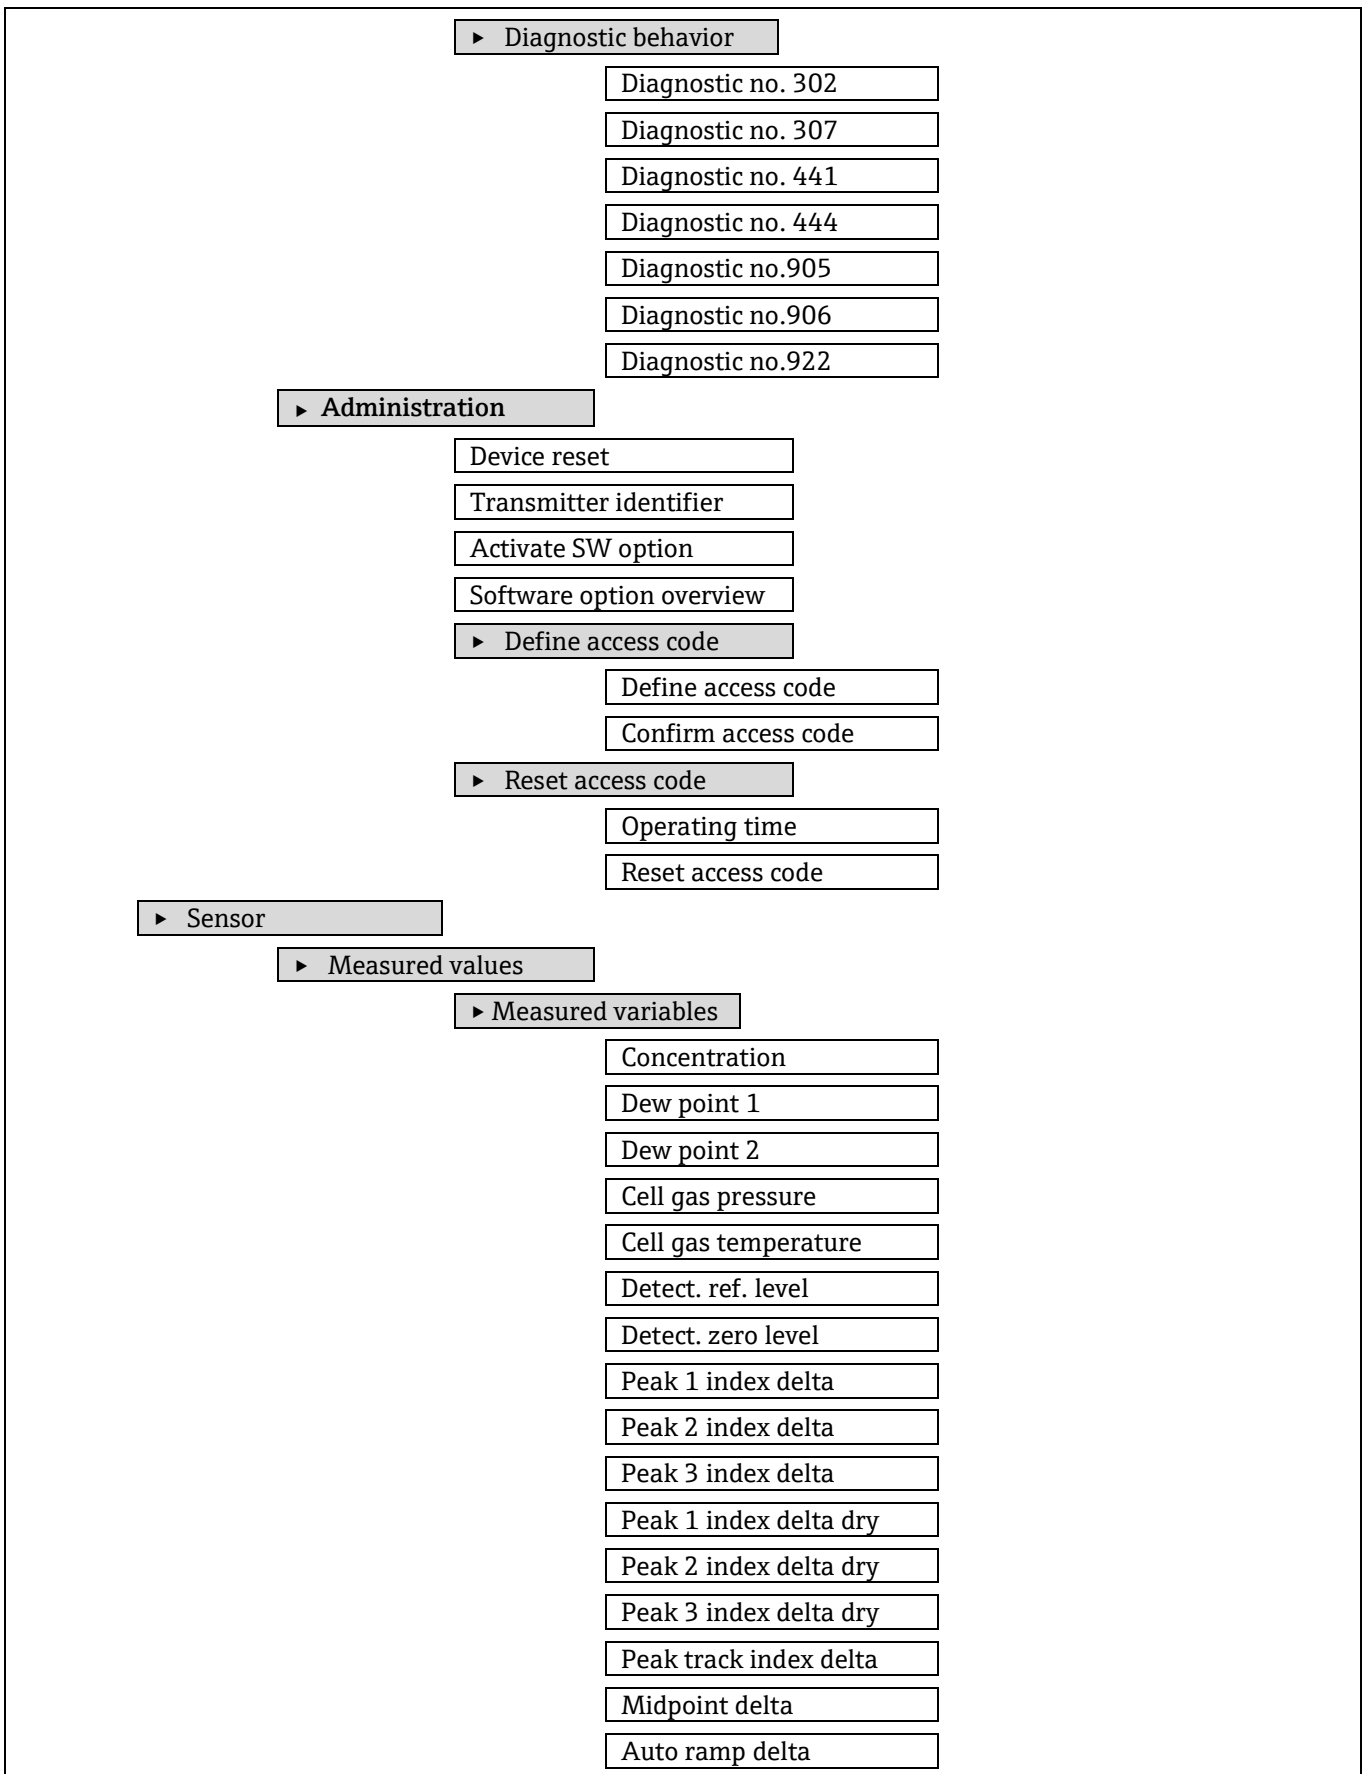 ▸ Diagnostic behavior
Diagnostic no. 302
Diagnostic no. 307
Diagnostic no. 441
Diagnostic no. 444
Diagnostic no.905
Diagnostic no.906
Diagnostic no.922
▸ Administration
Device reset
Transmitter identifier
Activate SW option
Software option overview
▸ Define access code
Define access code
Confirm access code
▸ Reset access code
Operating time
Reset access code
▸ Sensor
▸ Measured values
▸ Measured variables
Concentration
Dew point 1
Dew point 2
Cell gas pressure
Cell gas temperature
Detect. ref. level
Detect. zero level
Peak 1 index delta
Peak 2 index delta
Peak 3 index delta
Peak 1 index delta dry
Peak 2 index delta dry
Peak 3 index delta dry
Peak track index delta
Midpoint delta
Auto ramp delta